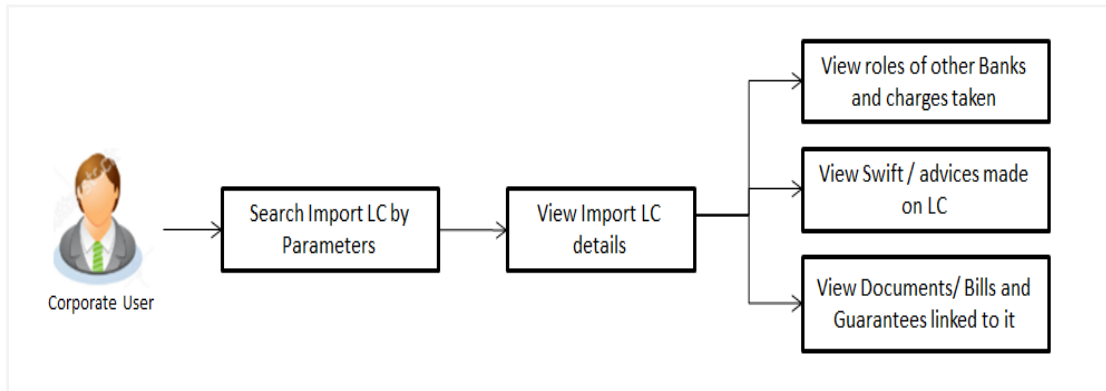 Corporate User
Search Import LC by
Parameters
View Import LC
details
View roles of other Banks
and charges taken
View Swift / advices made
on LC
View Documents/ Bills and
Guarantees linked to it